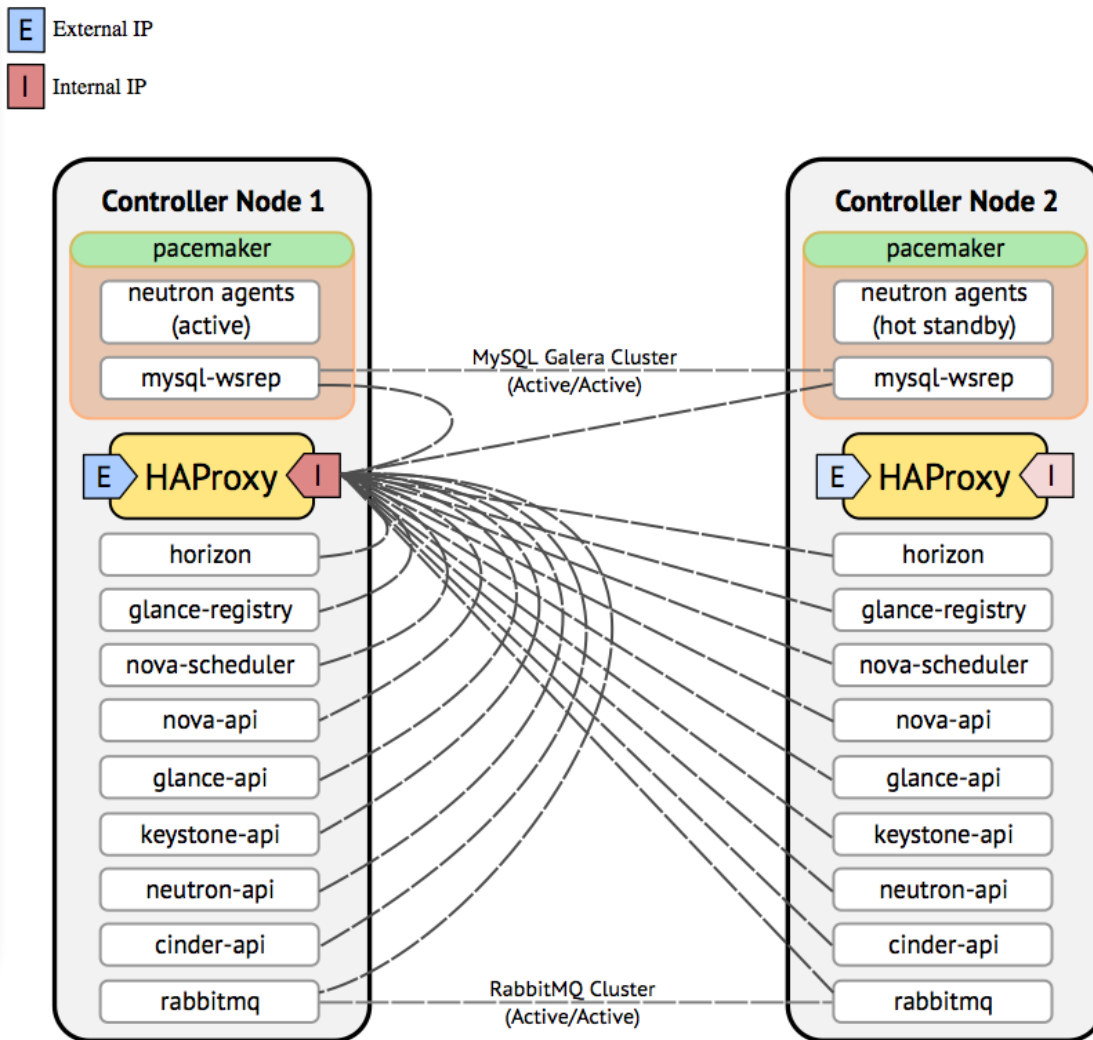 E External IP
I Internal IP
Controller Node 1
pacemaker
neutron agents
(active)
mysql-wsrep
E HAProxy I
horizon
glance-registry
nova-scheduler
nova-api
glance-api
keystone-api
neutron-api
cinder-api
rabbitmq
MySQL Galera Cluster
(Active/Active)
RabbitMQ Cluster
(Active/Active)
Controller Node 2
pacemaker
neutron agents
(hot standby)
mysql-wsrep
E HAProxy I
horizon
glance-registry
nova-scheduler
nova-api
glance-api
keystone-api
neutron-api
cinder-api
rabbitmq